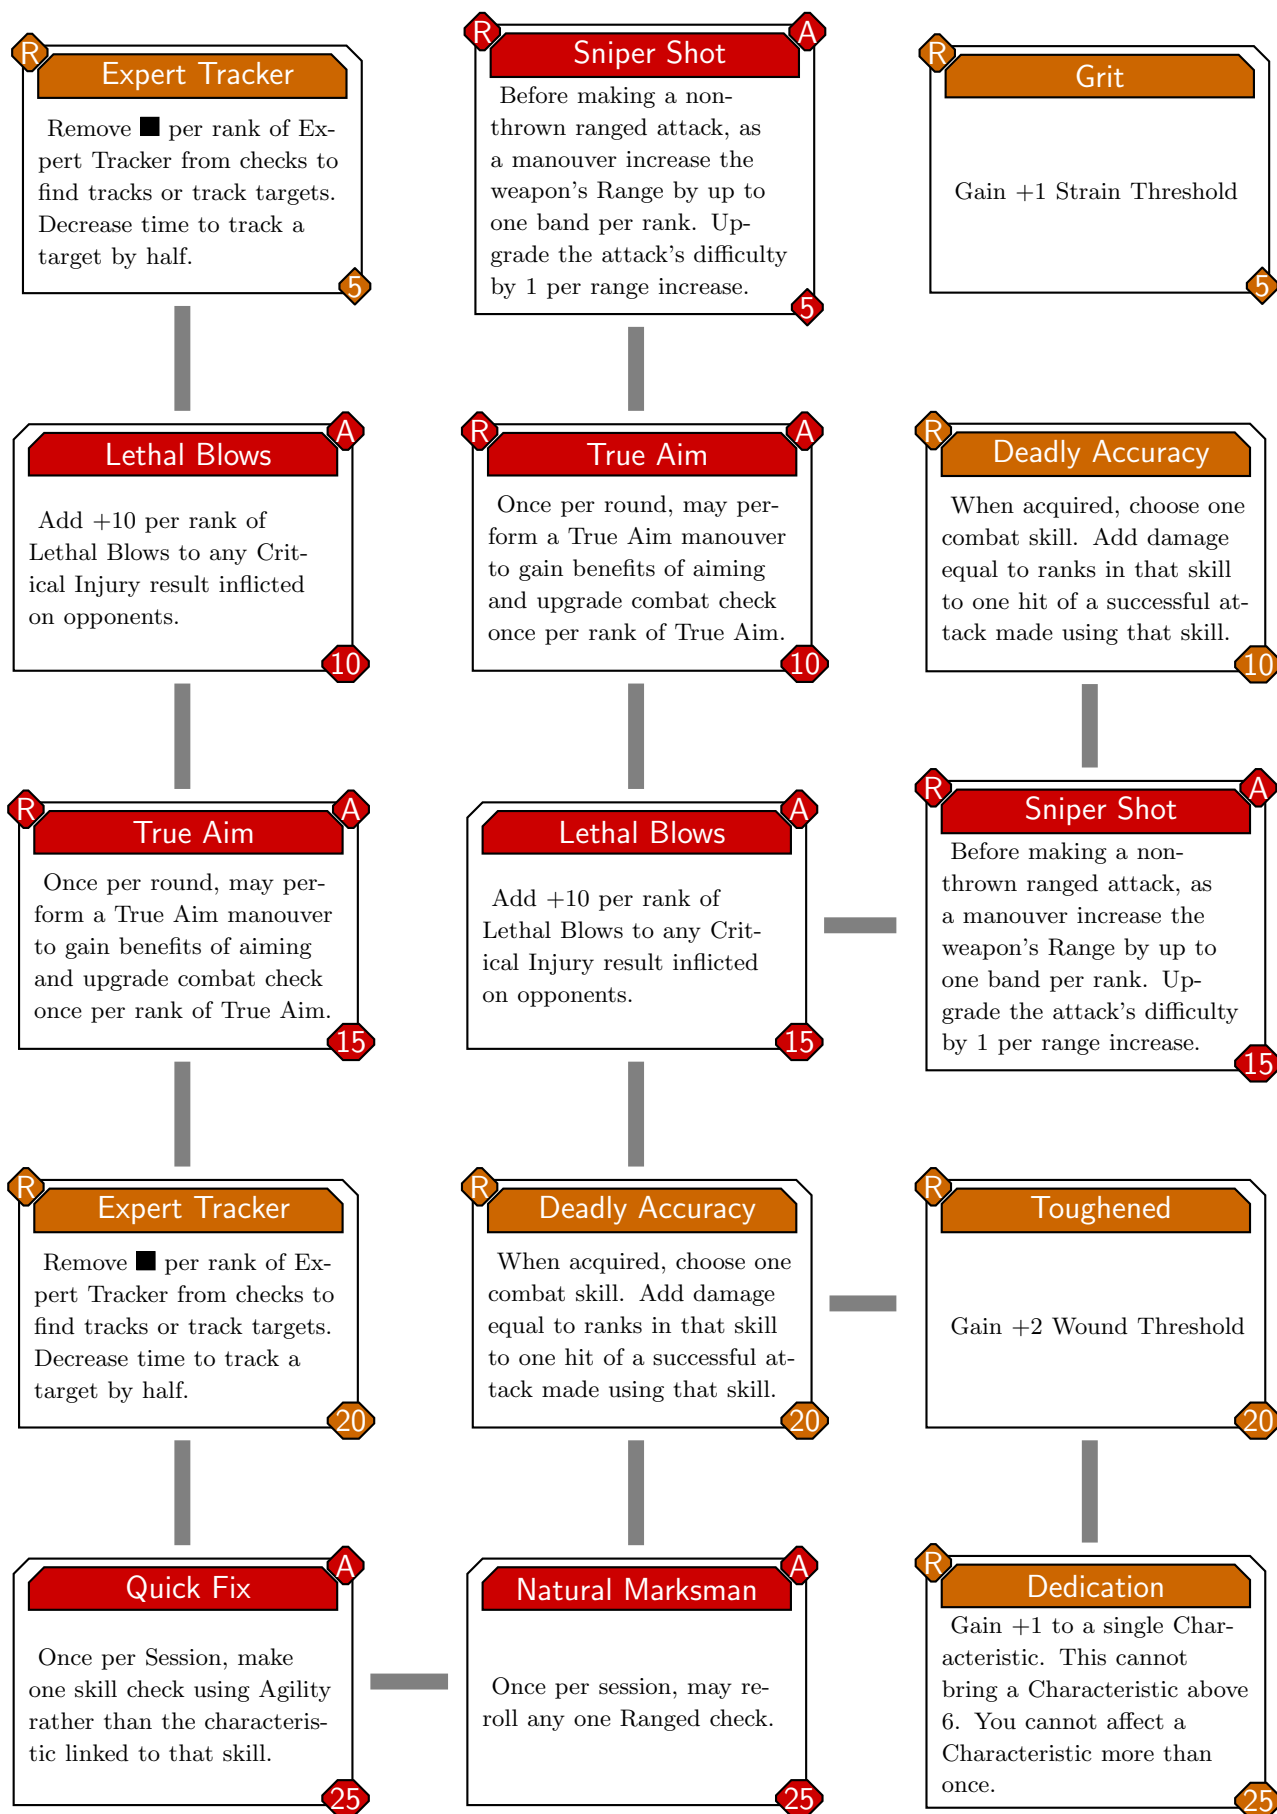 R
Expert Tracker
Remove ■ per rank of Ex-
pert Tracker from checks to
find tracks or track targets.
Decrease time to track a
target by half.
5
R
A
Sniper Shot
Before making a non-
thrown ranged attack, as
a manouver increase the
weapon's Range by up to
one band per rank. Up-
grade the attack's difficulty
by 1 per range increase.
5
R
Grit
Gain +1 Strain Threshold
5
A
Lethal Blows
Add +10 per rank of
Lethal Blows to any Crit-
ical Injury result inflicted
on opponents.
10
R
A
True Aim
Once per round, may per-
form a True Aim manouver
to gain benefits of aiming
and upgrade combat check
once per rank of True Aim.
10
R
Deadly Accuracy
When acquired, choose one
combat skill. Add damage
equal to ranks in that skill
to one hit of a successful at-
tack made using that skill.
10
R
A
True Aim
Once per round, may per-
form a True Aim manouver
to gain benefits of aiming
and upgrade combat check
once per rank of True Aim.
15
A
Lethal Blows
Add +10 per rank of
Lethal Blows to any Crit-
ical Injury result inflicted
on opponents.
15
R
A
Sniper Shot
Before making a non-
thrown ranged attack, as
a manouver increase the
weapon's Range by up to
one band per rank. Up-
grade the attack's difficulty
by 1 per range increase.
15
R
Expert Tracker
Remove ■ per rank of Ex-
pert Tracker from checks to
find tracks or track targets.
Decrease time to track a
target by half.
20
R
Deadly Accuracy
When acquired, choose one
combat skill. Add damage
equal to ranks in that skill
to one hit of a successful at-
tack made using that skill.
20
R
Toughened
Gain +2 Wound Threshold
20
A
Quick Fix
Once per Session, make
one skill check using Agility
rather than the characteris-
tic linked to that skill.
25
A
Natural Marksman
Once per session, may re-
roll any one Ranged check.
25
R
Dedication
Gain +1 to a single Char-
acteristic. This cannot
bring a Characteristic above
6. You cannot affect a
Characteristic more than
once.
25